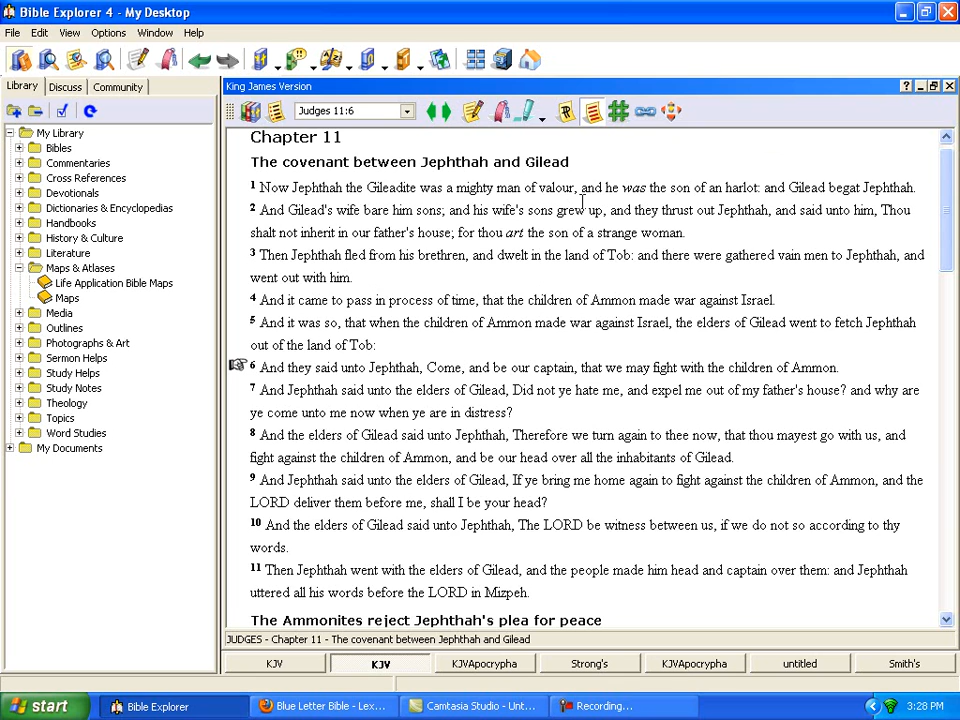 Bible Explorer 4 - My Desktop
File Edit View Options Window Help
Library Discuss Community
My Library
Bibles
Commentaries
Cross References
Devotionals
Dictionaries & Encyclopedias
Handbooks
History & Culture
Literature
Maps & Atlases
Life Application Bible Maps
Maps
Media
Outlines
Photographs & Art
Sermon Helps
Study Helps
Study Notes
Theology
Topics
Word Studies
My Documents
King James Version
Judges 11:6
Chapter 11
The covenant between Jephthah and Gilead
1 Now Jephthah the Gileadite was a mighty man of valour, and he was the son of an harlot: and Gilead begat Jephthah.
2 And Gilead's wife bare him sons; and his wife's sons grew up, and they thrust out Jephthah, and said unto him, Thou
shalt not inherit in our father's house; for thou art the son of a strange woman.
3 Then Jephthah fled from his brethren, and dwelt in the land of Tob: and there were gathered vain men to Jephthah, and
went out with him.
4 And it came to pass in process of time, that the children of Ammon made war against Israel.
5 And it was so, that when the children of Ammon made war against Israel, the elders of Gilead went to fetch Jephthah
out of the land of Tob:
6 And they said unto Jephthah, Come, and be our captain, that we may fight with the children of Ammon.
7 And Jephthah said unto the elders of Gilead, Did not ye hate me, and expel me out of my father's house? and why are
ye come unto me now when ye are in distress?
8 And the elders of Gilead said unto Jephthah, Therefore we turn again to thee now, that thou mayest go with us, and
fight against the children of Ammon, and be our head over all the inhabitants of Gilead.
9 And Jephthah said unto the elders of Gilead, If ye bring me home again to fight against the children of Ammon, and the
LORD deliver them before me, shall I be your head?
10 And the elders of Gilead said unto Jephthah, The LORD be witness between us, if we do not so according to thy
words.
11 Then Jephthah went with the elders of Gilead, and the people made him head and captain over them: and Jephthah
uttered all his words before the LORD in Mizpeh.
The Ammonites reject Jephthah's plea for peace
JUDGES - Chapter 11 - The covenant between Jephthah and Gilead
KJV KJV KJVApocrypha Strong's KJVApocrypha untitled Smith's
start Bible Explorer Blue Letter Bible - Lex... Camtasia Studio - Unt... Recording... 3:28 PM